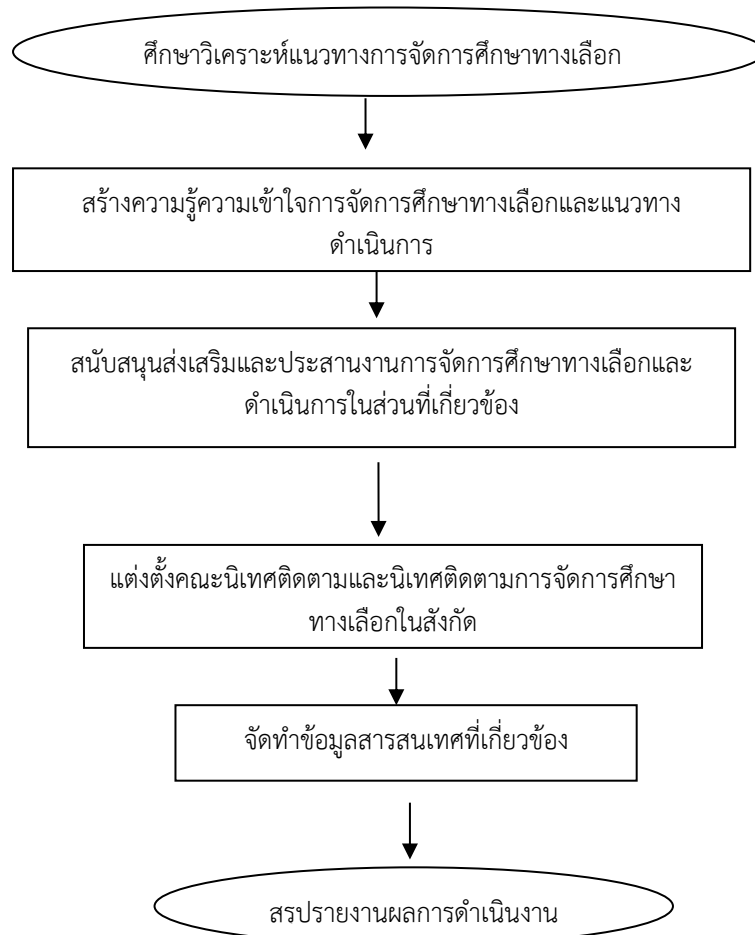 ศึกษาวิเคราะห์แนวทางการจัดการศึกษาทางเลือก
สร้างความรู้ความเข้าใจการจัดการศึกษาทางเลือกและแนวทาง
ดำเนินการ
สนับสนุนส่งเสริมและประสานงานการจัดการศึกษาทางเลือกและ
ดำเนินการในส่วนที่เกี่ยวข้อง
แต่งตั้งคณะนิเทศติดตามและนิเทศติดตามการจัดการศึกษา
ทางเลือกในสังกัด
จัดทำข้อมูลสารสนเทศที่เกี่ยวข้อง
สรปรายงานผลการดำเนินงาน